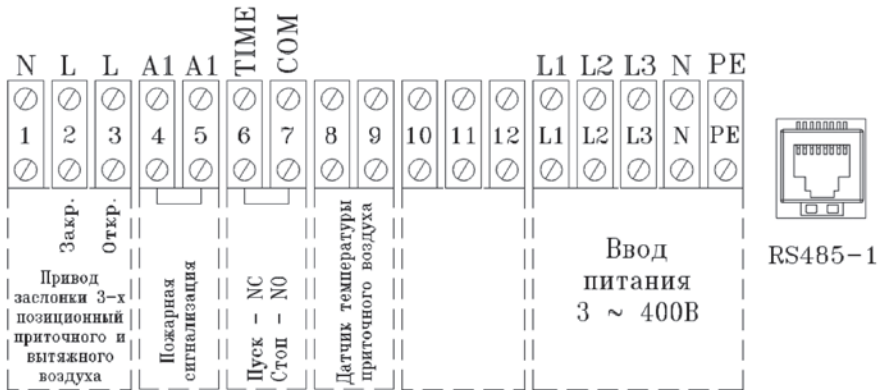 N L L A1 A1 TIME COM L1 L2 L3 N PE
1 2 3 4 5 6 7 8 9 10 11 12 L1 L2 L3 N PE
Закр.
Откр.
Привод
заслонки 3-х
позиционный
приточного и
вытяжного
воздуха
Пожарная
сигнализация
Пуск - NC
Стоп - NO
Датчик температуры
приточного воздуха
Ввод
питания
3 ~ 400В
RS485-1